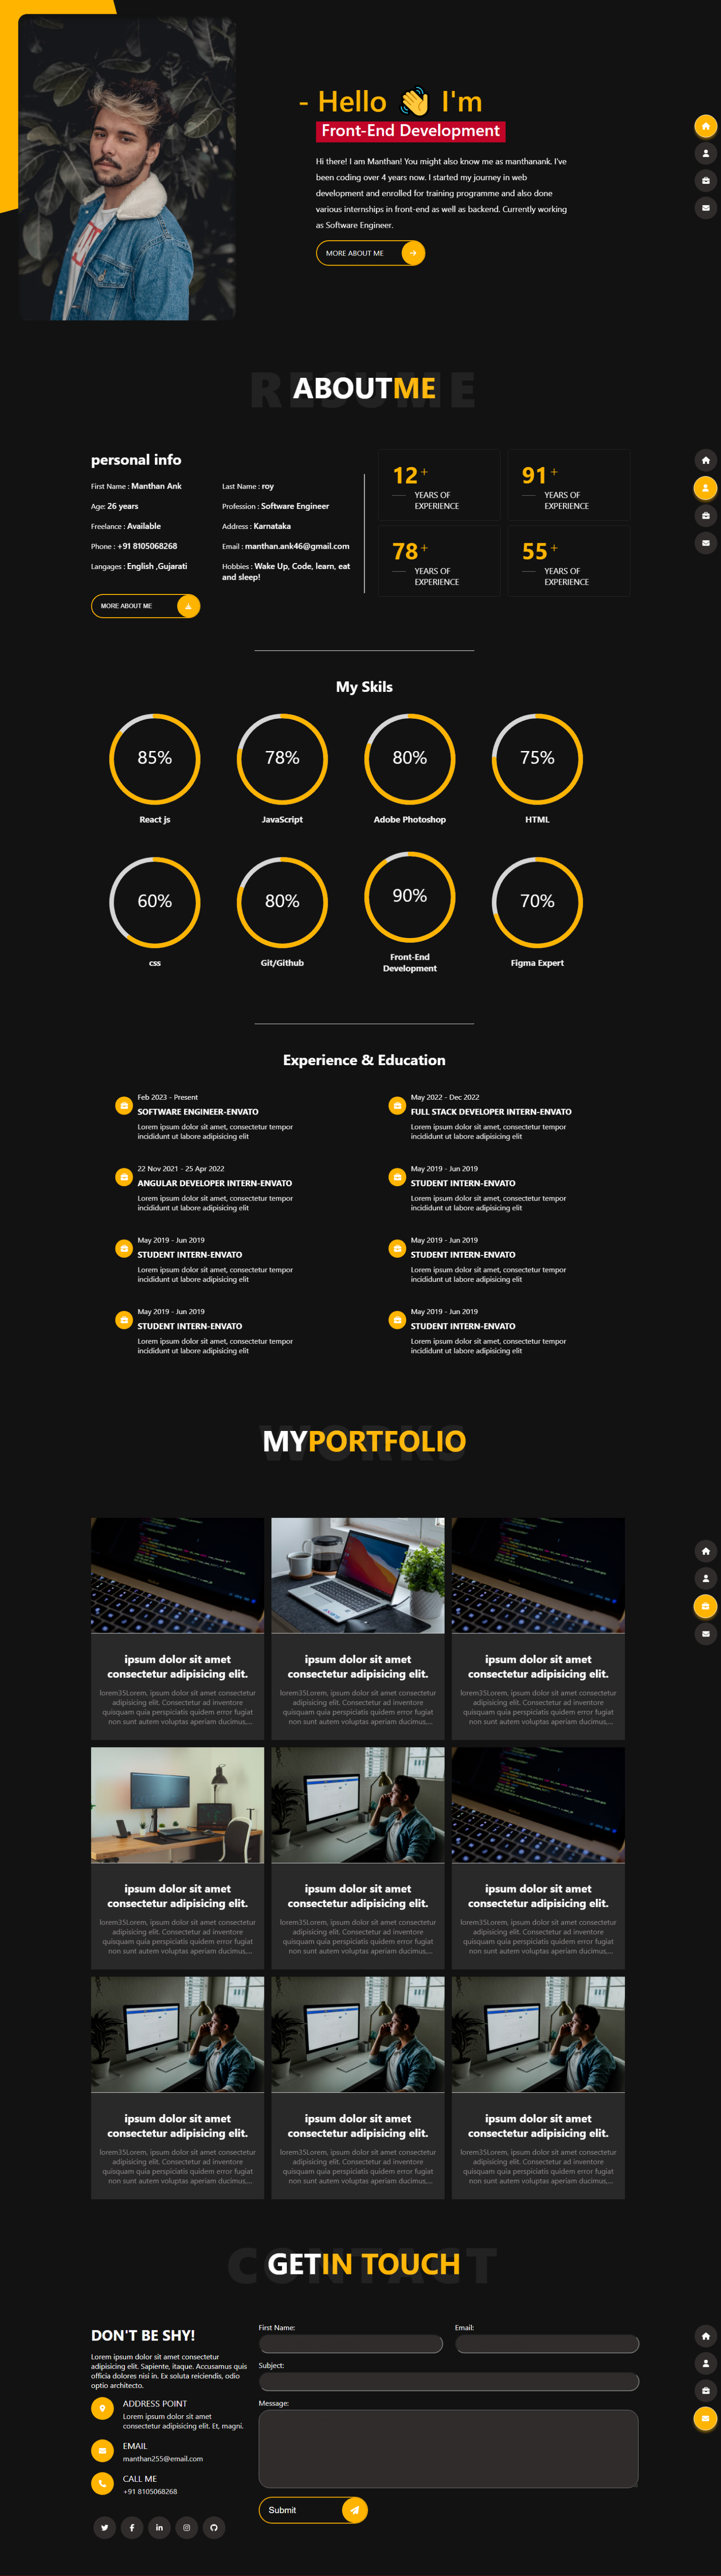 - Hello 👋 I'm
Front-End Development
Hi there! I am Manthan! You might also know me as manthanank. I've
been coding over 4 years now. I started my journey in web
development and enrolled for training programme and also done
various internships in front-end as well as backend. Currently working
as Software Engineer.
MORE ABOUT ME
RESUME
ABOUTME
personal info
First Name : Manthan Ank
Last Name : roy
Age: 26 years
Profession : Software Engineer
Freelance : Available
Address : Karnataka
Phone : +91 8105068268
Email : manthan.ank46@gmail.com
Langages : English ,Gujarati
Hobbies : Wake Up, Code, learn, eat
and sleep!
MORE ABOUT ME
12+
YEARS OF
EXPERIENCE
91+
YEARS OF
EXPERIENCE
78+
YEARS OF
EXPERIENCE
55+
YEARS OF
EXPERIENCE
My Skils
85%
78%
80%
75%
React js
JavaScript
Adobe Photoshop
HTML
60%
80%
90%
70%
css
Git/Github
Front-End
Development
Figma Expert
Experience & Education
Feb 2023 - Present
SOFTWARE ENGINEER-ENVATO
Lorem ipsum dolor sit amet, consectetur tempor
incididunt ut labore adipisicing elit
May 2022 - Dec 2022
FULL STACK DEVELOPER INTERN-ENVATO
Lorem ipsum dolor sit amet, consectetur tempor
incididunt ut labore adipisicing elit
22 Nov 2021 - 25 Apr 2022
ANGULAR DEVELOPER INTERN-ENVATO
Lorem ipsum dolor sit amet, consectetur tempor
incididunt ut labore adipisicing elit
May 2019 - Jun 2019
STUDENT INTERN-ENVATO
Lorem ipsum dolor sit amet, consectetur tempor
incididunt ut labore adipisicing elit
May 2019 - Jun 2019
STUDENT INTERN-ENVATO
Lorem ipsum dolor sit amet, consectetur tempor
incididunt ut labore adipisicing elit
May 2019 - Jun 2019
STUDENT INTERN-ENVATO
Lorem ipsum dolor sit amet, consectetur tempor
incididunt ut labore adipisicing elit
May 2019 - Jun 2019
STUDENT INTERN-ENVATO
Lorem ipsum dolor sit amet, consectetur tempor
incididunt ut labore adipisicing elit
May 2019 - Jun 2019
STUDENT INTERN-ENVATO
Lorem ipsum dolor sit amet, consectetur tempor
incididunt ut labore adipisicing elit
WORKS
MYPORTFOLIO
ipsum dolor sit amet
consectetur adipisicing elit.
lorem35Lorem, ipsum dolor sit amet consectetur
adipisicing elit. Consectetur ad inventore
quisquam quia perspiciatis quidem error fugiat
non sunt autem voluptas aperiam ducimus,...
ipsum dolor sit amet
consectetur adipisicing elit.
lorem35Lorem, ipsum dolor sit amet consectetur
adipisicing elit. Consectetur ad inventore
quisquam quia perspiciatis quidem error fugiat
non sunt autem voluptas aperiam ducimus,...
ipsum dolor sit amet
consectetur adipisicing elit.
lorem35Lorem, ipsum dolor sit amet consectetur
adipisicing elit. Consectetur ad inventore
quisquam quia perspiciatis quidem error fugiat
non sunt autem voluptas aperiam ducimus,...
ipsum dolor sit amet
consectetur adipisicing elit.
lorem35Lorem, ipsum dolor sit amet consectetur
adipisicing elit. Consectetur ad inventore
quisquam quia perspiciatis quidem error fugiat
non sunt autem voluptas aperiam ducimus,...
ipsum dolor sit amet
consectetur adipisicing elit.
lorem35Lorem, ipsum dolor sit amet consectetur
adipisicing elit. Consectetur ad inventore
quisquam quia perspiciatis quidem error fugiat
non sunt autem voluptas aperiam ducimus,...
ipsum dolor sit amet
consectetur adipisicing elit.
lorem35Lorem, ipsum dolor sit amet consectetur
adipisicing elit. Consectetur ad inventore
quisquam quia perspiciatis quidem error fugiat
non sunt autem voluptas aperiam ducimus,...
ipsum dolor sit amet
consectetur adipisicing elit.
lorem35Lorem, ipsum dolor sit amet consectetur
adipisicing elit. Consectetur ad inventore
quisquam quia perspiciatis quidem error fugiat
non sunt autem voluptas aperiam ducimus,...
ipsum dolor sit amet
consectetur adipisicing elit.
lorem35Lorem, ipsum dolor sit amet consectetur
adipisicing elit. Consectetur ad inventore
quisquam quia perspiciatis quidem error fugiat
non sunt autem voluptas aperiam ducimus,...
ipsum dolor sit amet
consectetur adipisicing elit.
lorem35Lorem, ipsum dolor sit amet consectetur
adipisicing elit. Consectetur ad inventore
quisquam quia perspiciatis quidem error fugiat
non sunt autem voluptas aperiam ducimus,...
CONTACT
GETIN TOUCH
DON'T BE SHY!
Lorem ipsum dolor sit amet consectetur
adipisicing elit. Sapiente, itaque. Accusamus quis
officia dolores nisi in. Ex soluta reiciendis, odio
optio architecto.
ADDRESS POINT
Lorem ipsum dolor sit amet
consectetur adipisicing elit. Et, magni.
EMAIL
manthan255@email.com
CALL ME
+91 8105068268
First Name:
Email:
Subject:
Message:
Submit